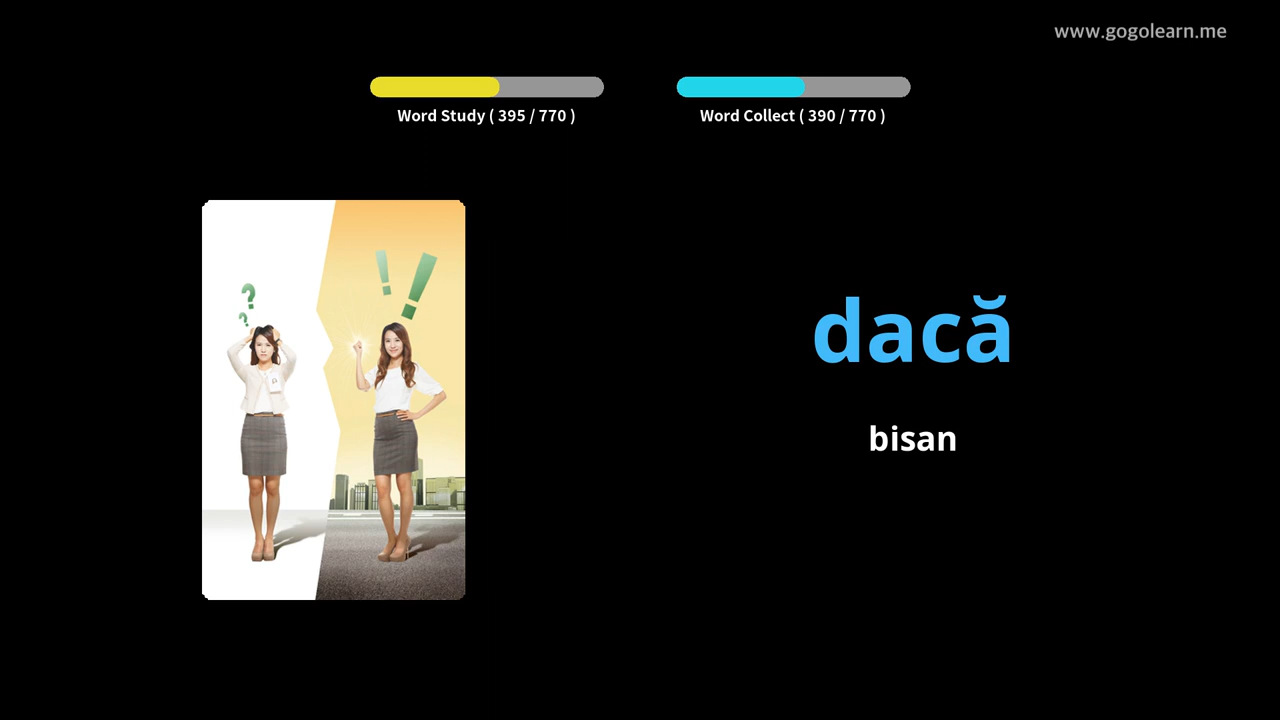 www.gogolearn.me
Word Study ( 395 / 770 )
Word Collect ( 390 / 770 )
? ?
! !
dacă
bisan